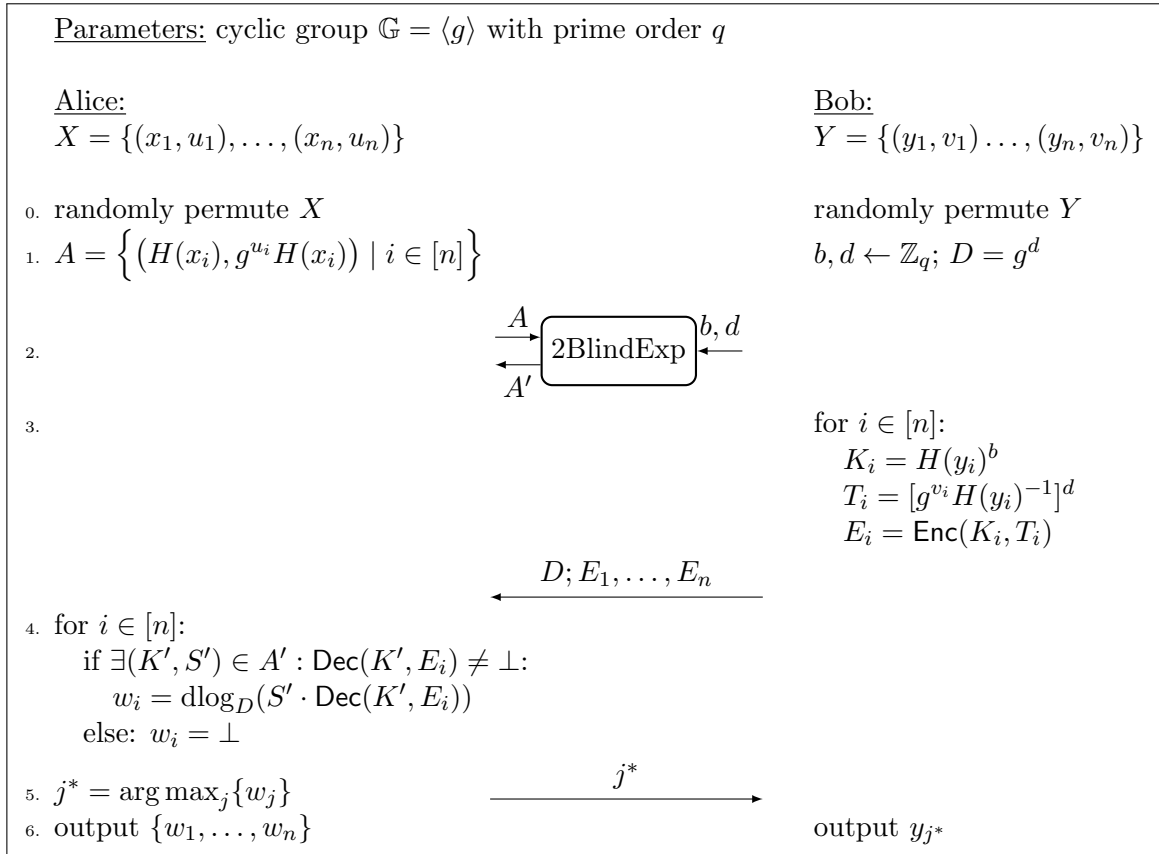 Parameters: cyclic group 𝔾 = ⟨g⟩ with prime order q
Alice: Bob:
X = {(x₁, u₁), . . . , (xₙ, uₙ)} Y = {(y₁, v₁) . . . , (yₙ, vₙ)}
0. randomly permute X randomly permute Y
1. A = {(H(xᵢ), g^{uᵢ}H(xᵢ)) | i ∈ [n]} b, d ← ℤ_q; D = g^d
A b, d
2. 2BlindExp
A′
3. for i ∈ [n]:
Kᵢ = H(yᵢ)^b
Tᵢ = [g^{vᵢ}H(yᵢ)^{−1}]^d
Eᵢ = Enc(Kᵢ, Tᵢ)
D; E₁, . . . , Eₙ
4. for i ∈ [n]:
if ∃(K′, S′) ∈ A′ : Dec(K′, Eᵢ) ≠ ⊥:
wᵢ = dlog_D(S′ · Dec(K′, Eᵢ))
else: wᵢ = ⊥
5. j* = arg max_j{w_j} j*
6. output {w₁, . . . , wₙ} output y_{j*}